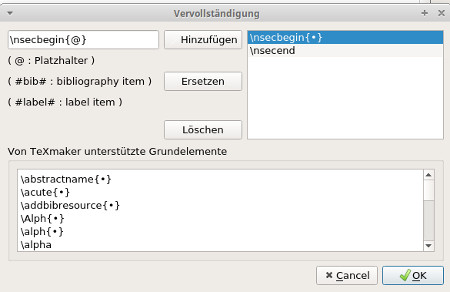 Vervollständigung
\nsecbegin{@}
Hinzufügen
( @ : Platzhalter )
( #bib# : bibliography item )
Ersetzen
( #label# : label item )
Löschen
\nsecbegin{•}
\nsecend
Von TeXmaker unterstützte Grundelemente
\abstractname{•}
\acute{•}
\addbibresource{•}
\Alph{•}
\alph{•}
\alpha
Cancel
OK